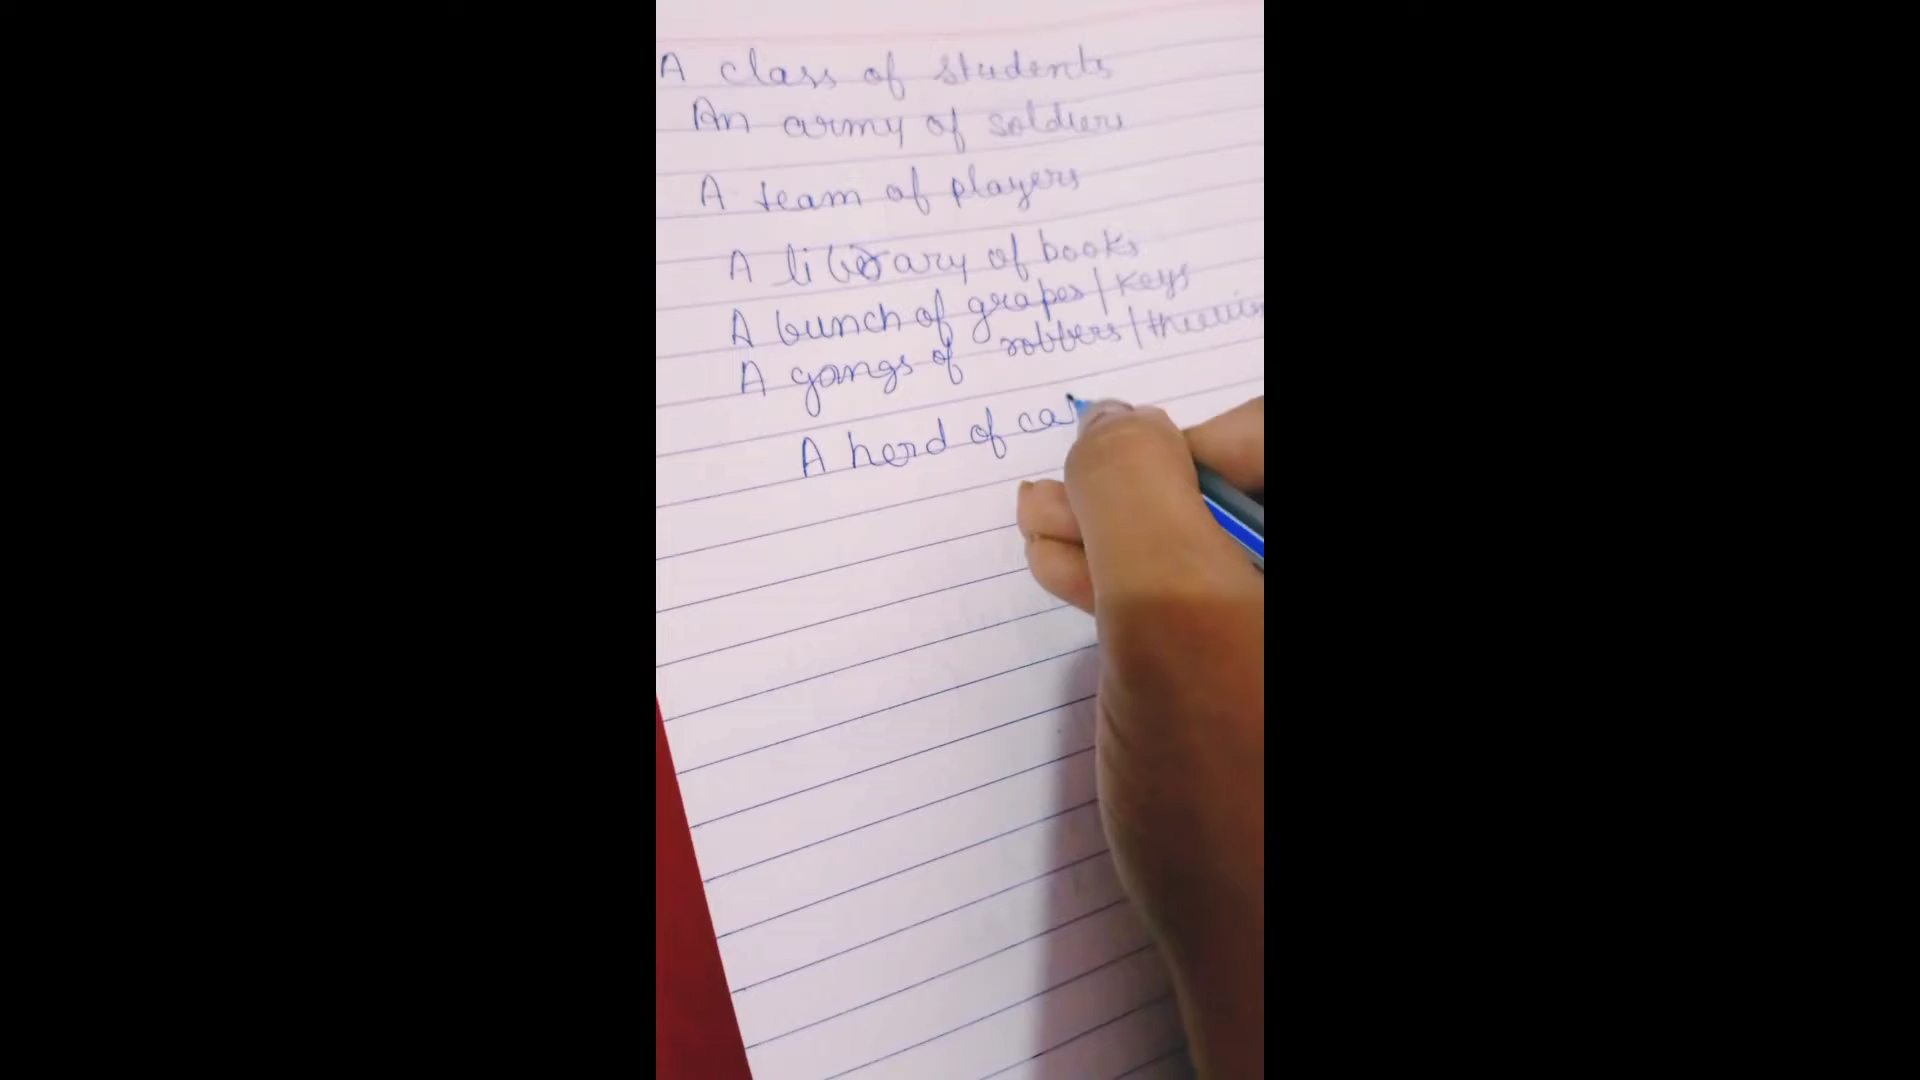 A class of students
An army of soldiers
A team of players
A library of books
A bunch of grapes/keys
A gangs of robbers/
A herd of ca